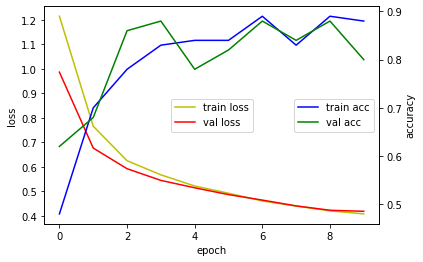 1.2
1.1
1.0
0.9
0.8
0.7
0.6
0.5
0.4
loss
0
2
4
6
8
epoch
0.9
0.8
0.7
0.6
0.5
accuracy
train loss
val loss
train acc
val acc